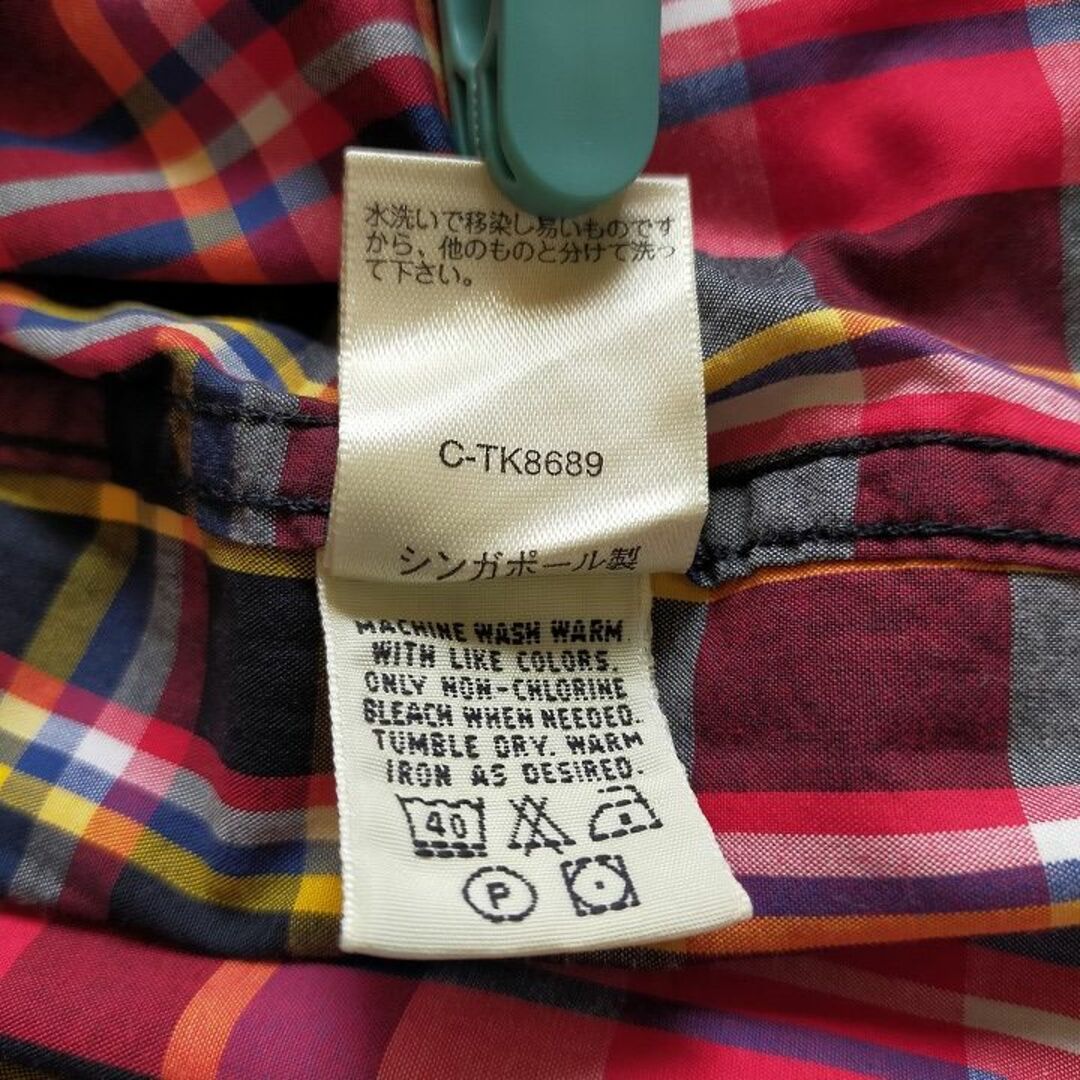 水洗いで移染し易いものです
から、他のものと分けて洗っ
て下さい。
C-TK8689
シンガポール製
MACHINE WASH WARM
WITH LIKE COLORS.
ONLY NON-CHLORINE
BLEACH WHEN NEEDED.
TUMBLE DRY. WARM
IRON AS DESIRED.
40
P